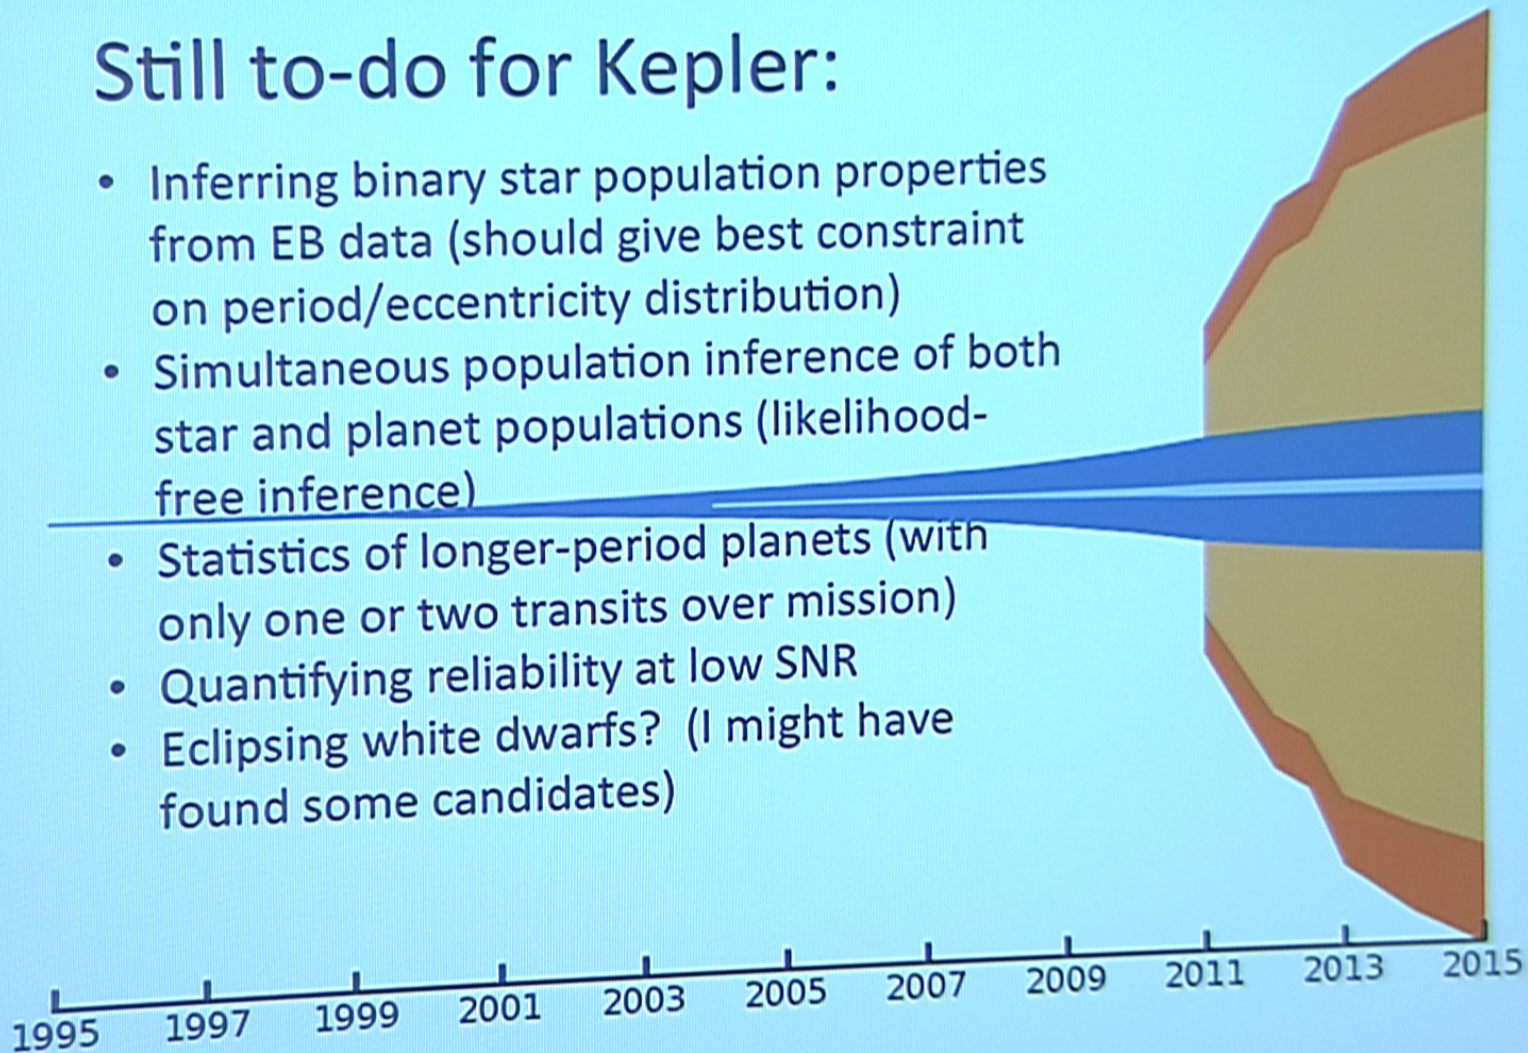 Still to-do for Kepler:
• Inferring binary star population properties
from EB data (should give best constraint
on period/eccentricity distribution)
• Simultaneous population inference of both
star and planet populations (likelihood-
free inference)
• Statistics of longer-period planets (with
only one or two transits over mission)
• Quantifying reliability at low SNR
• Eclipsing white dwarfs? (I might have
found some candidates)
1995 1997 1999 2001 2003 2005 2007 2009 2011 2013 2015